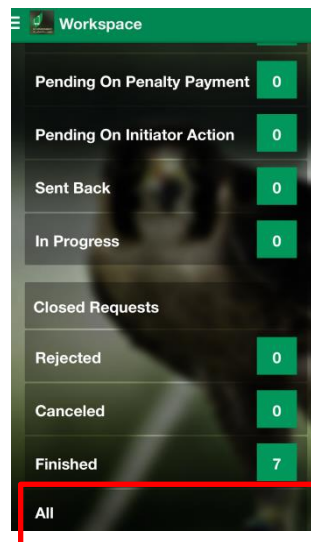 Workspace
Pending On Penalty Payment 0
Pending On Initiator Action 0
Sent Back 0
In Progress 0
Closed Requests
Rejected 0
Canceled 0
Finished 7
All